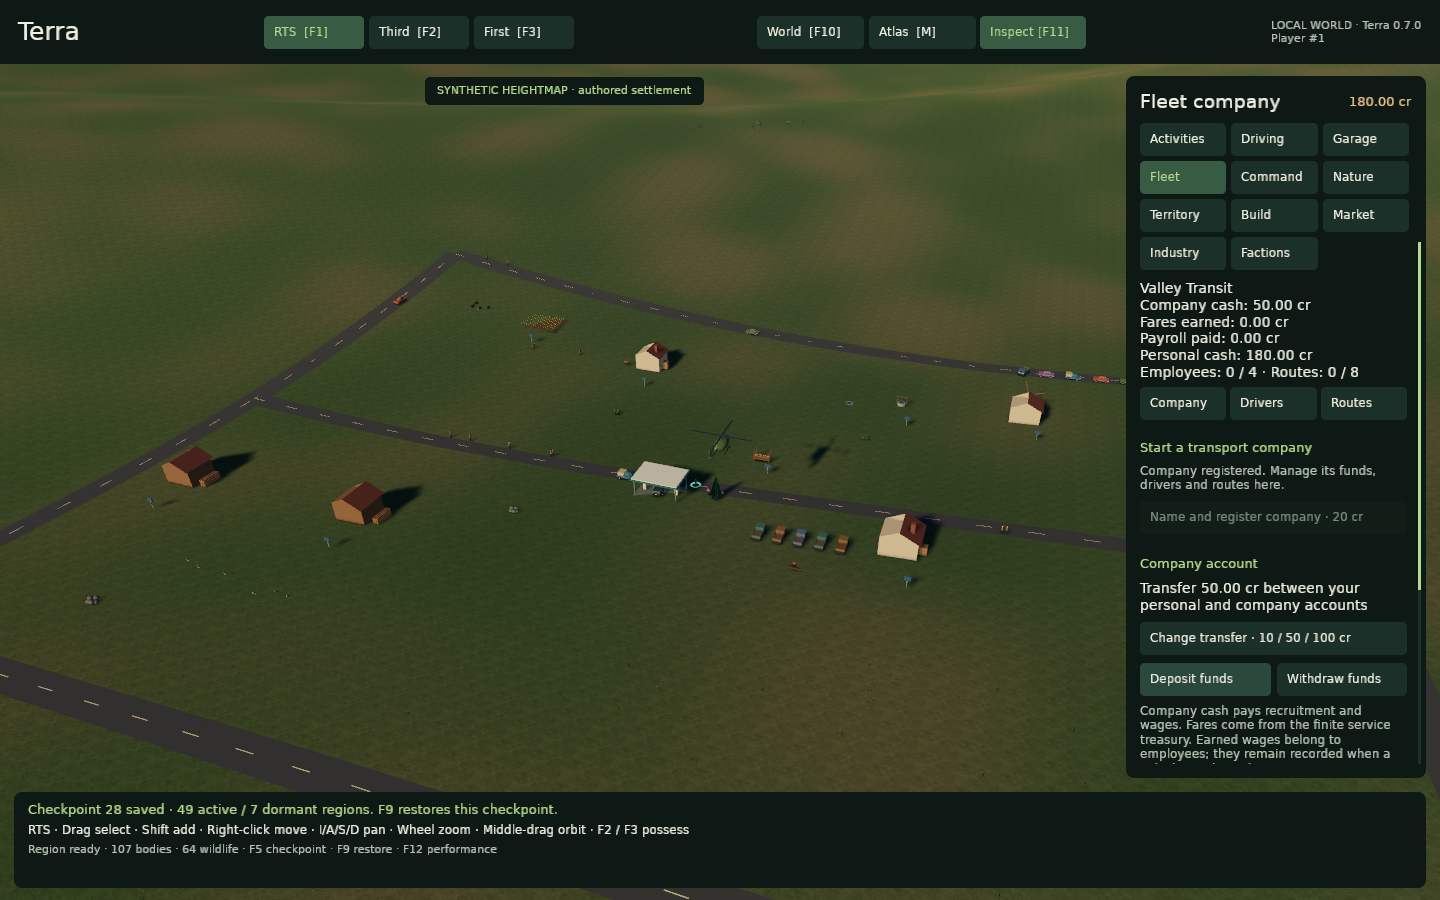 Terra
RTS [F1]
Third [F2]
First [F3]
World [F10]
Atlas [M]
Inspect [F11]
LOCAL WORLD · Terra 0.7.0
Player #1
SYNTHETIC HEIGHTMAP · authored settlement
Fleet company
180.00 cr
Activities
Driving
Garage
Fleet
Command
Nature
Territory
Build
Market
Industry
Factions
Valley Transit
Company cash: 50.00 cr
Fares earned: 0.00 cr
Payroll paid: 0.00 cr
Personal cash: 180.00 cr
Employees: 0 / 4 · Routes: 0 / 8
Company
Drivers
Routes
Start a transport company
Company registered. Manage its funds,
drivers and routes here.
Name and register company · 20 cr
Company account
Transfer 50.00 cr between your
personal and company accounts
Change transfer · 10 / 50 / 100 cr
Deposit funds
Withdraw funds
Company cash pays recruitment and
wages. Fares come from the finite service
treasury. Earned wages belong to
employees; they remain recorded when a
Checkpoint 28 saved · 49 active / 7 dormant regions. F9 restores this checkpoint.
RTS · Drag select · Shift add · Right-click move · I/A/S/D pan · Wheel zoom · Middle-drag orbit · F2 / F3 possess
Region ready · 107 bodies · 64 wildlife · F5 checkpoint · F9 restore · F12 performance